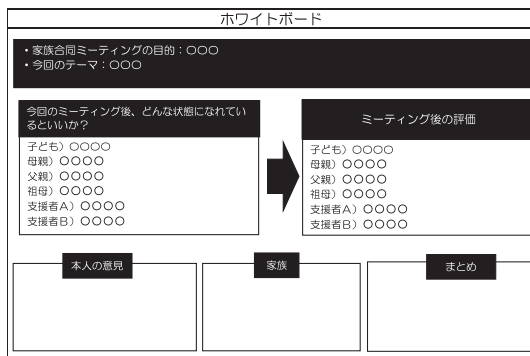 ホワイトボード
・家族合同ミーティングの目的：〇〇〇
・今回のテーマ：〇〇〇
今回のミーティング後、どんな状態になれてい
るといいか？
子ども）〇〇〇〇
母親）〇〇〇〇
父親）〇〇〇〇
祖母）〇〇〇〇
支援者A）〇〇〇〇
支援者B）〇〇〇〇
ミーティング後の評価
子ども）〇〇〇〇
母親）〇〇〇〇
父親）〇〇〇〇
祖母）〇〇〇〇
支援者A）〇〇〇〇
支援者B）〇〇〇〇
本人の意見
家族
まとめ